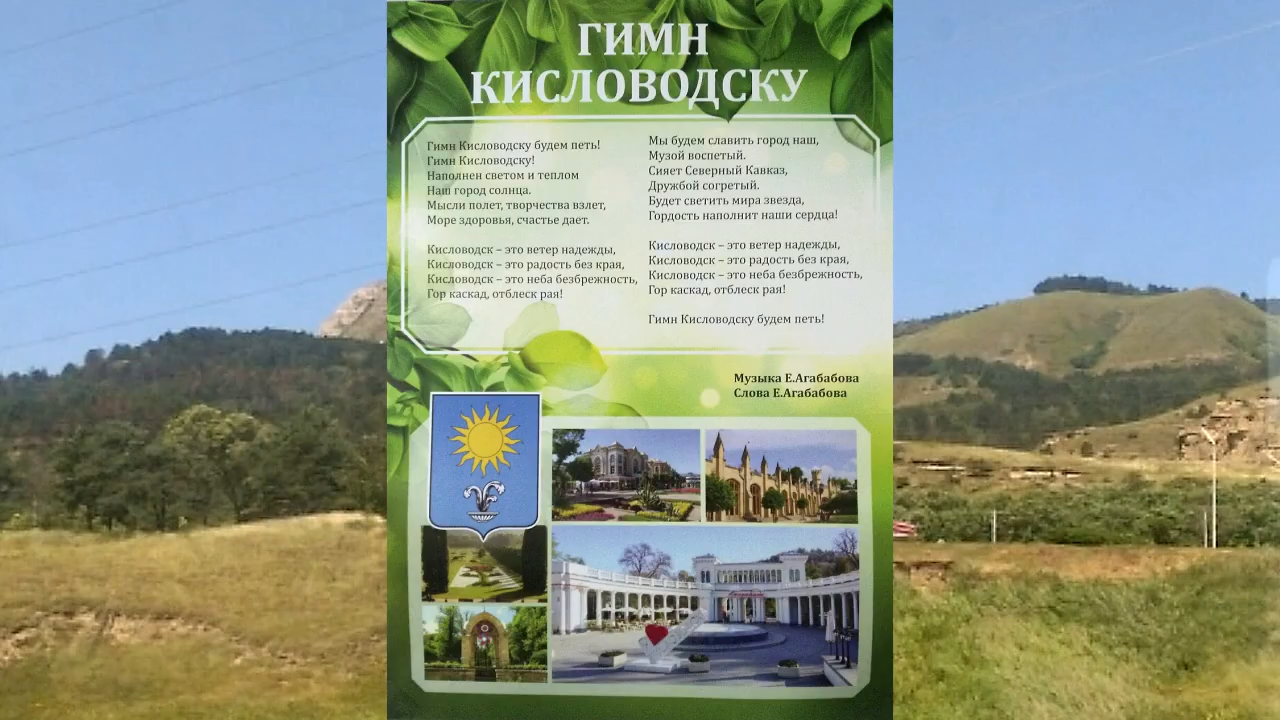 ГИМН
КИСЛОВОДСКУ
Гимн Кисловодску будем петь!
Гимн Кисловодску!
Наполнен светом и теплом
Наш город солнца.
Мысли полет, творчества взлет,
Море здоровья, счастье дает.
Кисловодск – это ветер надежды,
Кисловодск – это радость без края,
Кисловодск – это неба безбрежность,
Гор каскад, отблеск рая!
Мы будем славить город наш,
Музой воспетый.
Сияет Северный Кавказ,
Дружбой согретый.
Будет светить мира звезда,
Гордость наполнит наши сердца!
Кисловодск – это ветер надежды,
Кисловодск – это радость без края,
Кисловодск – это неба безбрежность,
Гор каскад, отблеск рая!
Гимн Кисловодску будем петь!
Музыка Е.Агабабова
Слова Е.Агабабова